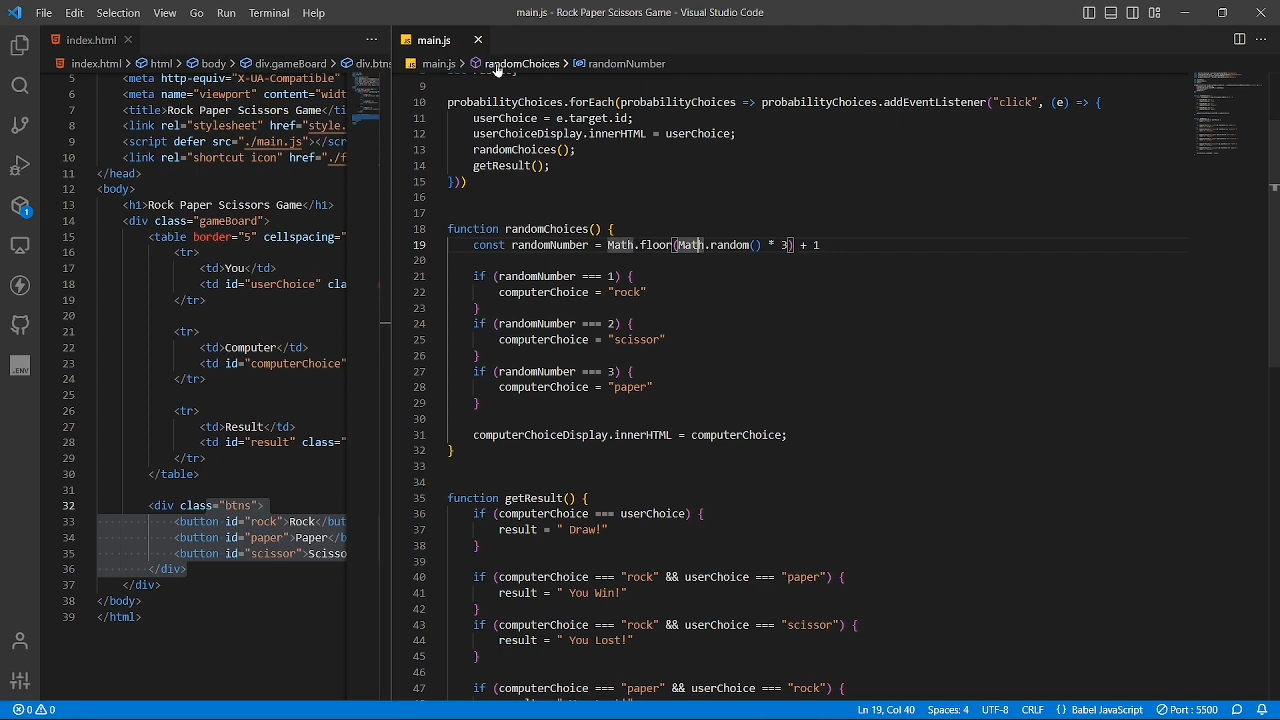 File Edit Selection View Go Run Terminal Help
main.js - Rock Paper Scissors Game - Visual Studio Code
index.html
index.html > html > body > div.gameBoard > div.btns
5 <meta http-equiv="X-UA-Compatible"
6 <meta name="viewport" content="widt
7 <title>Rock Paper Scissors Game</ti
8 <link rel="stylesheet" href="style.
9 <script defer src="./main.js"></scr
10 <link rel="shortcut icon" href="./f
11 </head>
12 <body>
13 <h1>Rock Paper Scissors Game</h1>
14 <div class="gameBoard">
15 <table border="5" cellspacing=
16 <tr>
17 <td>You</td>
18 <td id="userChoice" cla
19 </tr>
20
21 <tr>
22 <td>Computer</td>
23 <td id="computerChoice"
24 </tr>
25
26 <tr>
27 <td>Result</td>
28 <td id="result" class="
29 </tr>
30 </table>
31
32 <div class="btns">
33 <button id="rock">Rock</but
34 <button id="paper">Paper</b
35 <button id="scissor">Scisso
36 </div>
37 </div>
38 </body>
39 </html>
main.js
main.js > randomChoices > randomNumber
9
10 probabilityChoices.forEach(probabilityChoices => probabilityChoices.addEventListener("click", (e) => {
11 userChoice = e.target.id;
12 userChoiceDisplay.innerHTML = userChoice;
13 randomChoices();
14 getResult();
15 }))
16
17
18 function randomChoices() {
19 const randomNumber = Math.floor(Math.random() * 3) + 1
20
21 if (randomNumber === 1) {
22 computerChoice = "rock"
23 }
24 if (randomNumber === 2) {
25 computerChoice = "scissor"
26 }
27 if (randomNumber === 3) {
28 computerChoice = "paper"
29 }
30
31 computerChoiceDisplay.innerHTML = computerChoice;
32 }
33
34
35 function getResult() {
36 if (computerChoice === userChoice) {
37 result = " Draw!"
38 }
39
40 if (computerChoice === "rock" && userChoice === "paper") {
41 result = " You Win!"
42 }
43 if (computerChoice === "rock" && userChoice === "scissor") {
44 result = " You Lost!"
45 }
46
47 if (computerChoice === "paper" && userChoice === "rock") {
1
.ENV
0 0
Ln 19, Col 40 Spaces: 4 UTF-8 CRLF {} Babel JavaScript Port : 5500